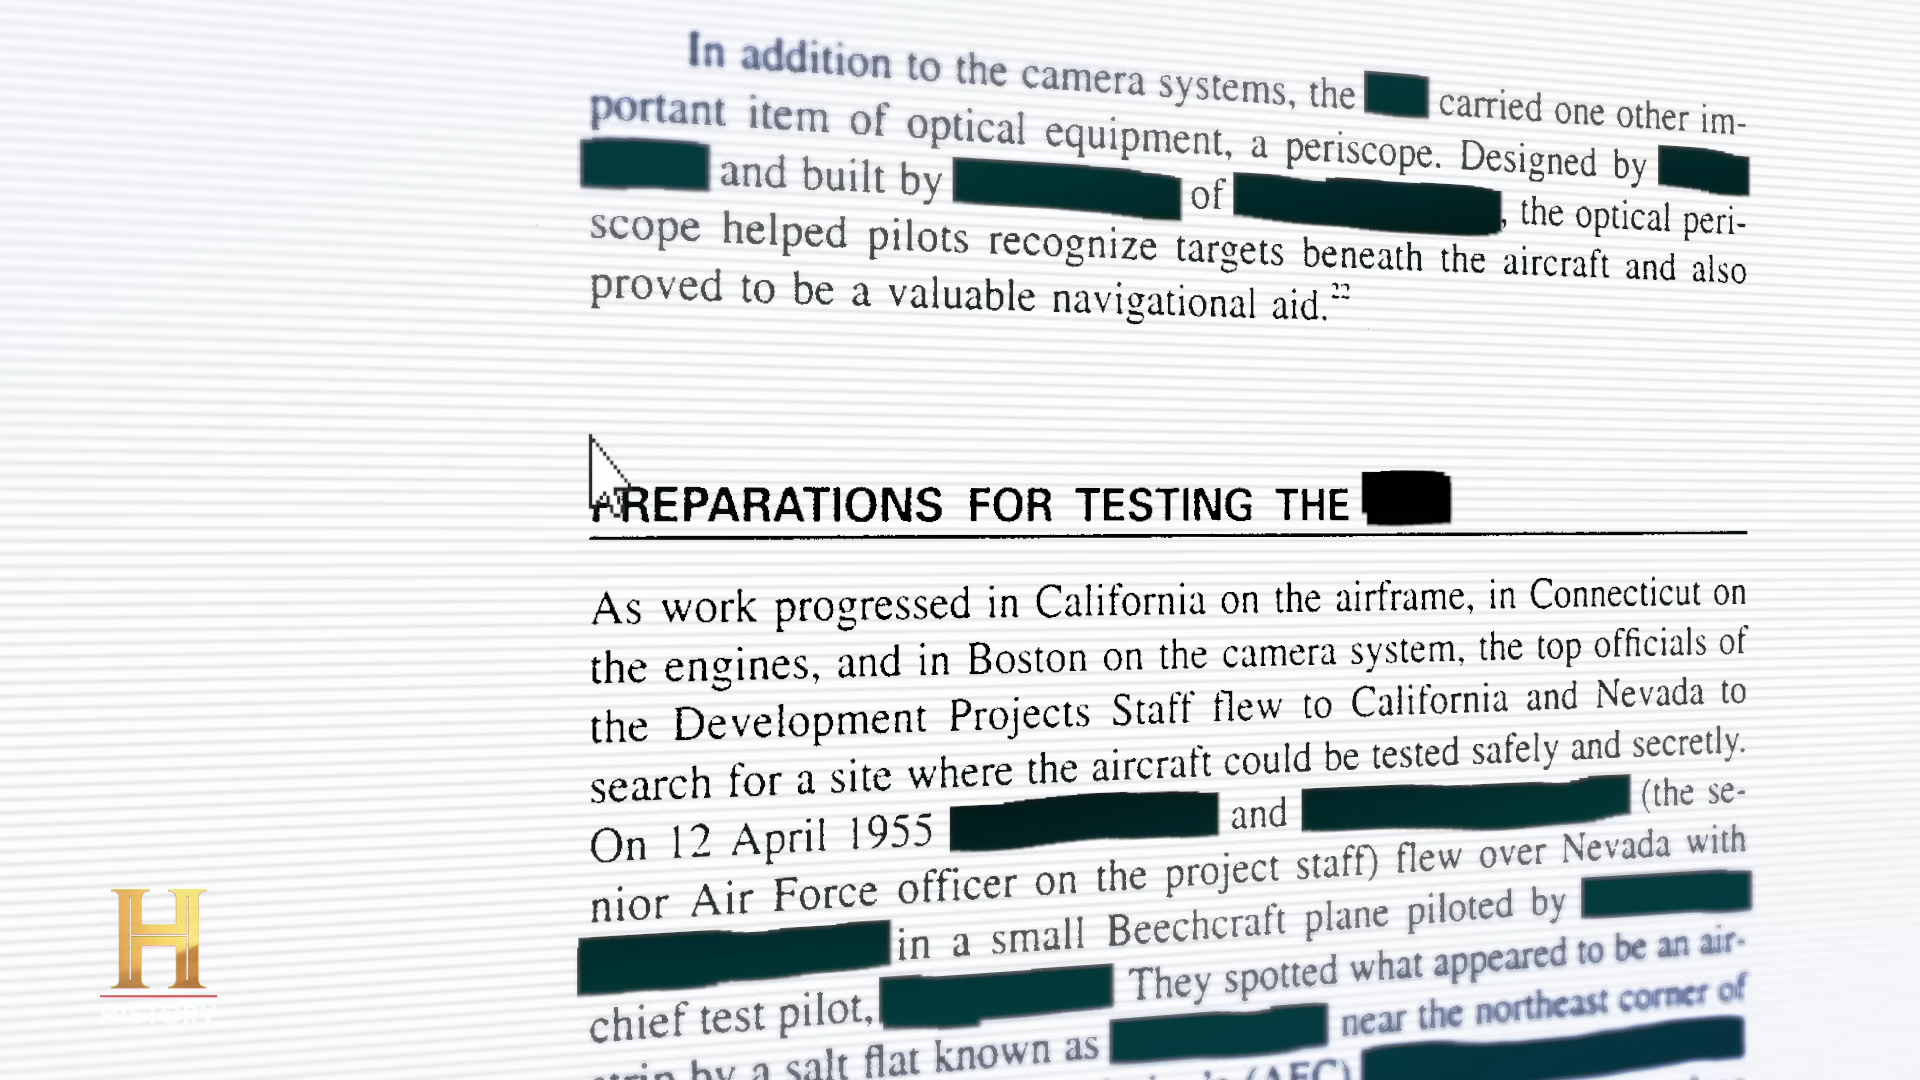 In addition to the camera systems, the carried one other im-
portant item of optical equipment, a periscope. Designed by
and built by of , the optical peri-
scope helped pilots recognize targets beneath the aircraft and also
proved to be a valuable navigational aid.22
PREPARATIONS FOR TESTING THE
As work progressed in California on the airframe, in Connecticut on
the engines, and in Boston on the camera system, the top officials of
the Development Projects Staff flew to California and Nevada to
search for a site where the aircraft could be tested safely and secretly.
On 12 April 1955 and (the se-
nior Air Force officer on the project staff) flew over Nevada with
in a small Beechcraft plane piloted by
chief test pilot, They spotted what appeared to be an air-
strip by a salt flat known as near the northeast corner of
(AEC)
H
HISTORY